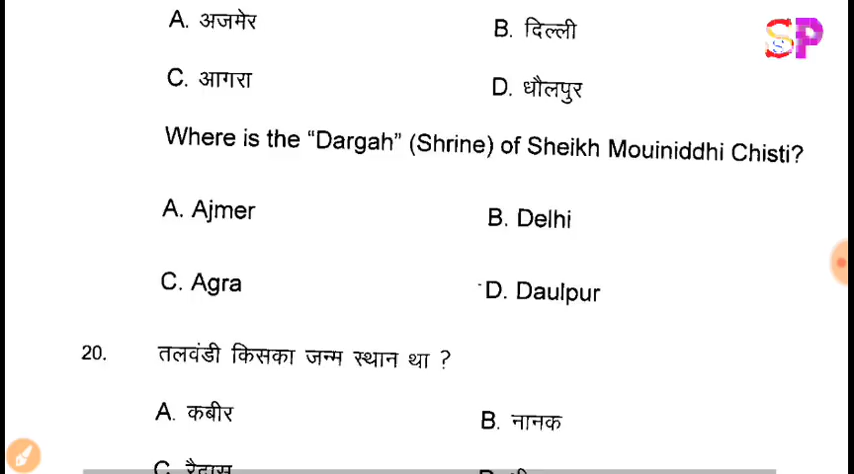 A. अजमेर B. दिल्ली
SP
C. आगरा D. धौलपुर
Where is the “Dargah” (Shrine) of Sheikh Mouiniddhi Chisti?
A. Ajmer B. Delhi
C. Agra D. Daulpur
20. तलवंडी किसका जन्म स्थान था ?
A. कबीर B. नानक
C. रैदास